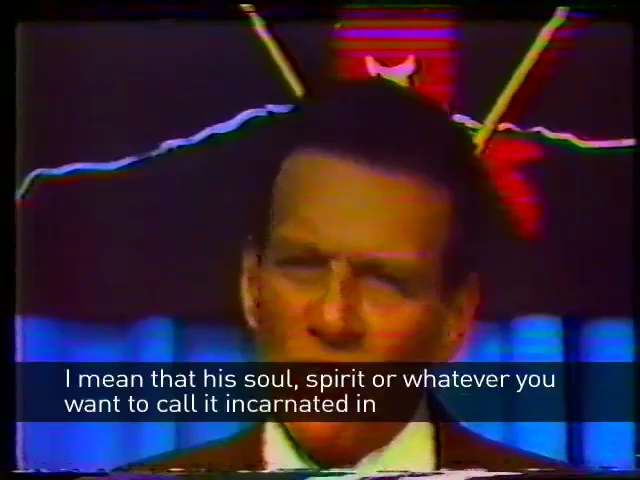 I mean that his soul, spirit or whatever you
want to call it incarnated in